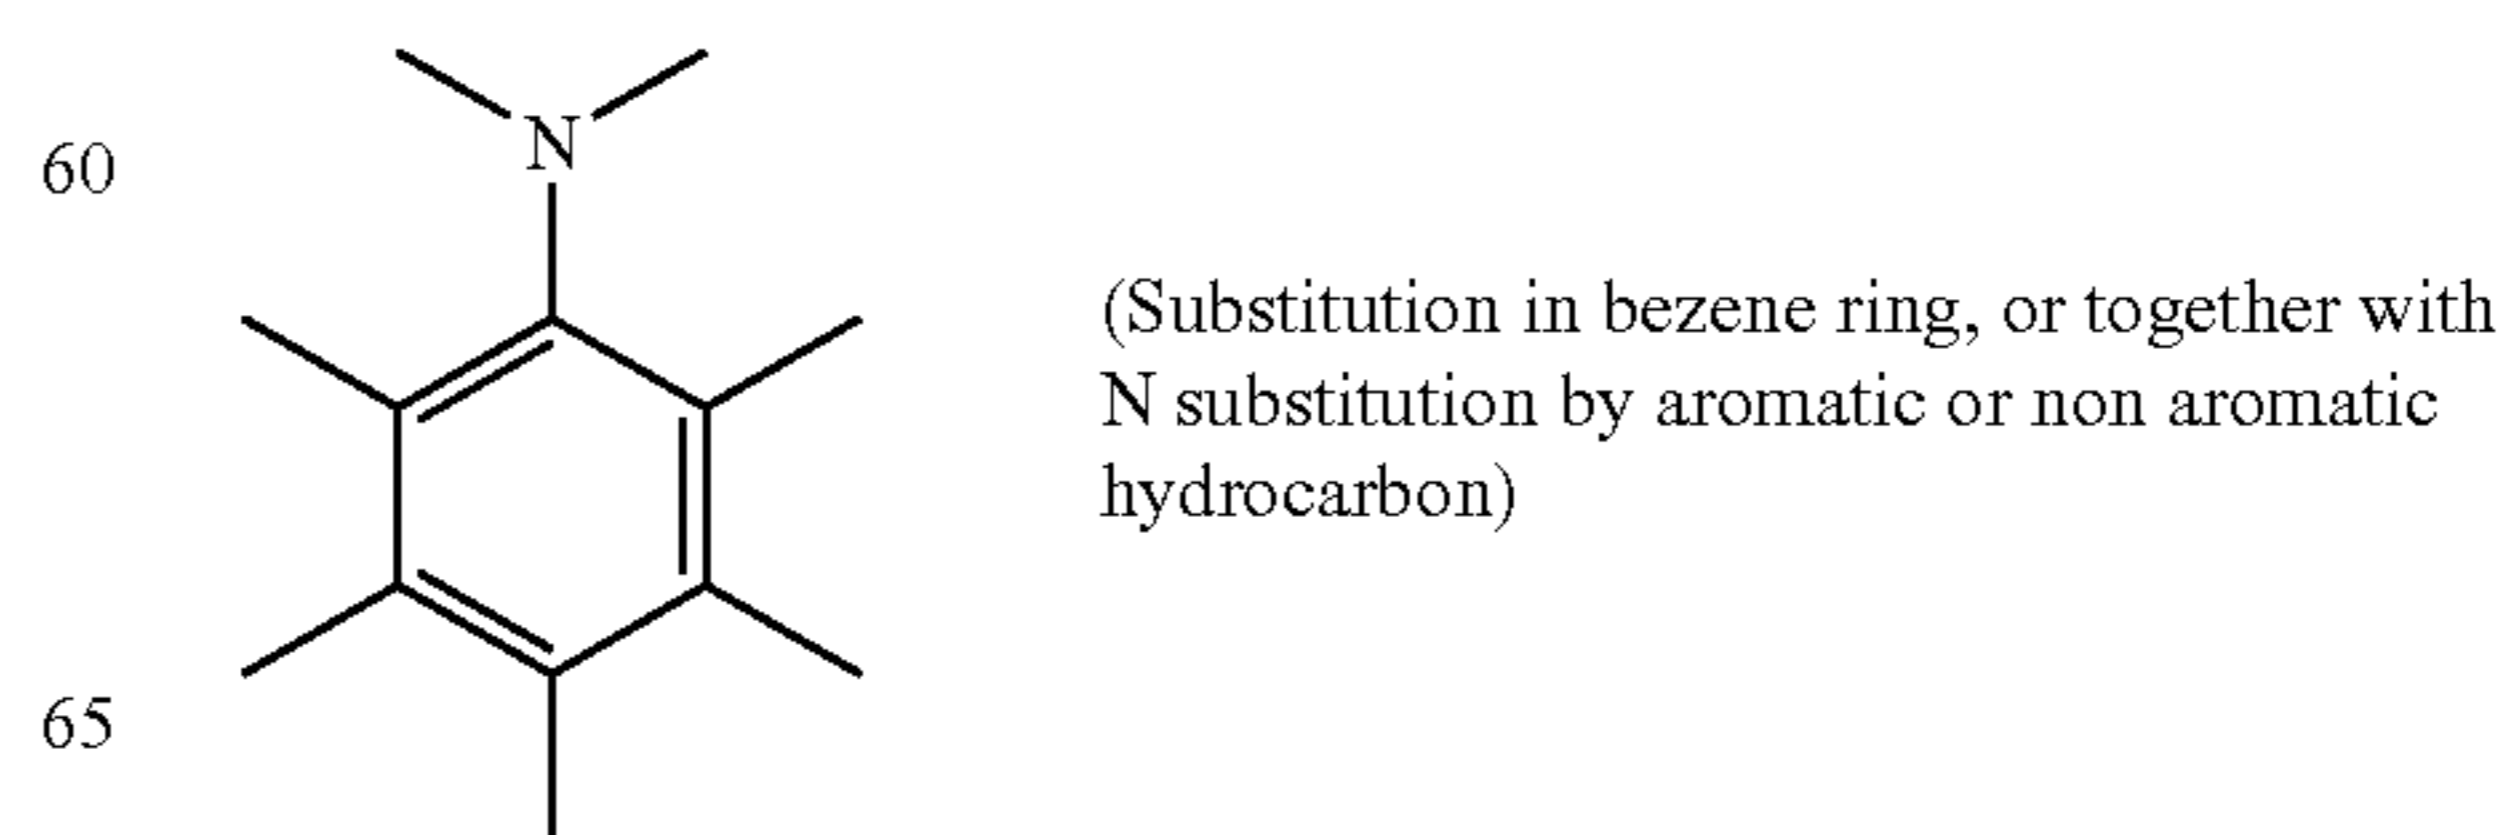 N
60
(Substitution in bezene ring, or together with
N substitution by aromatic or non aromatic
hydrocarbon)
65